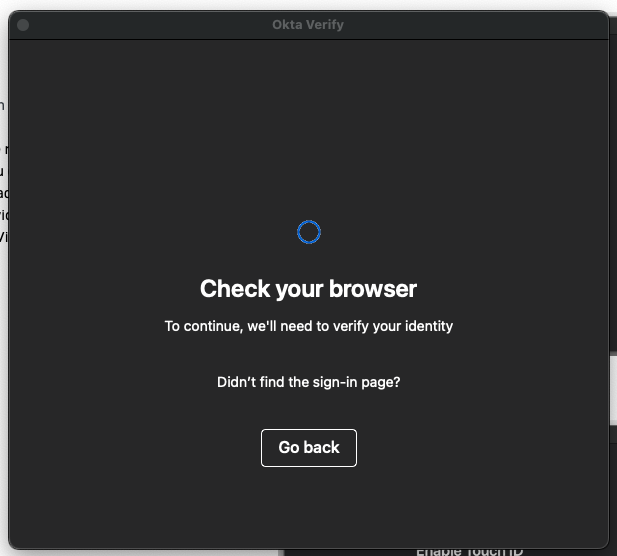 Okta Verify
Check your browser
To continue, we'll need to verify your identity
Didn’t find the sign-in page?
Go back
Enable Touch ID